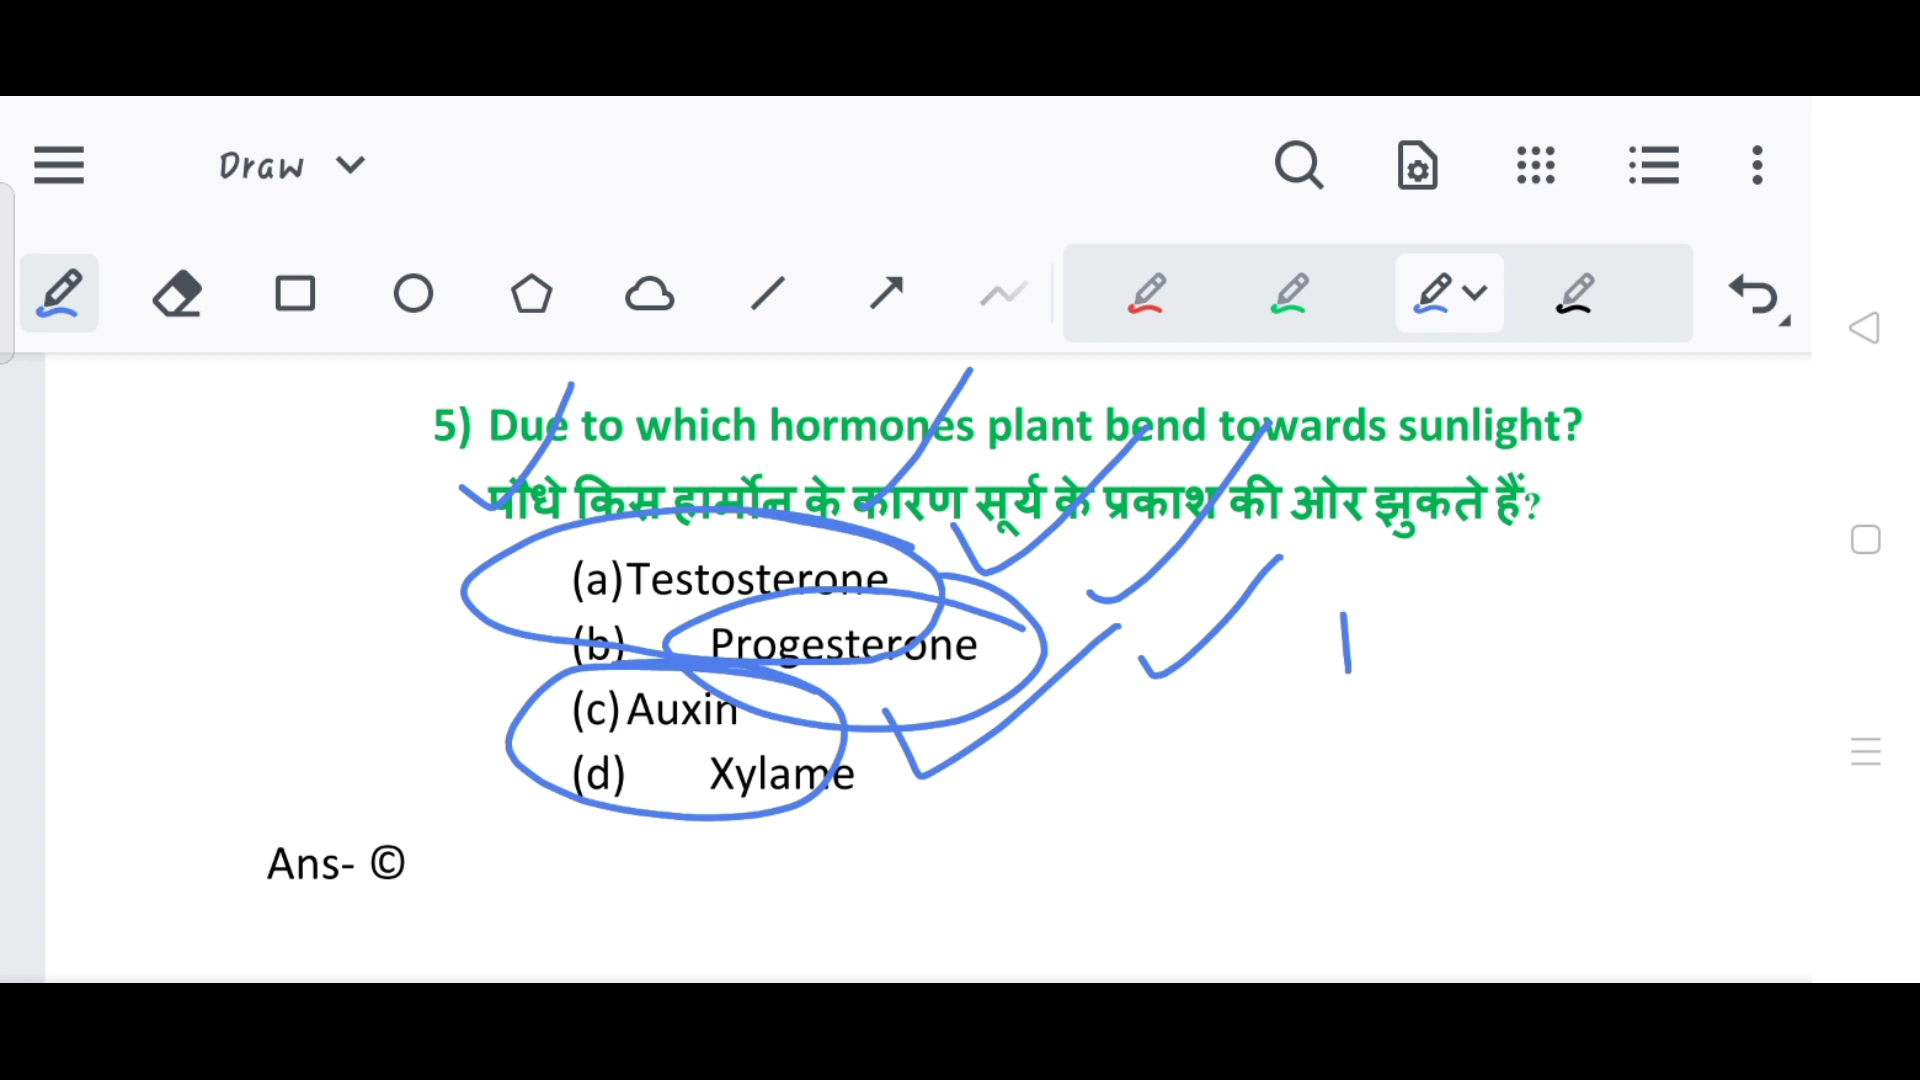 Draw
5) Due to which hormones plant bend towards sunlight?
पौधे किस हार्मोन के कारण सूर्य के प्रकाश की ओर झुकते हैं?
(a) Testosterone
(b) Progesterone
(c) Auxin
(d) Xylame
Ans- ©